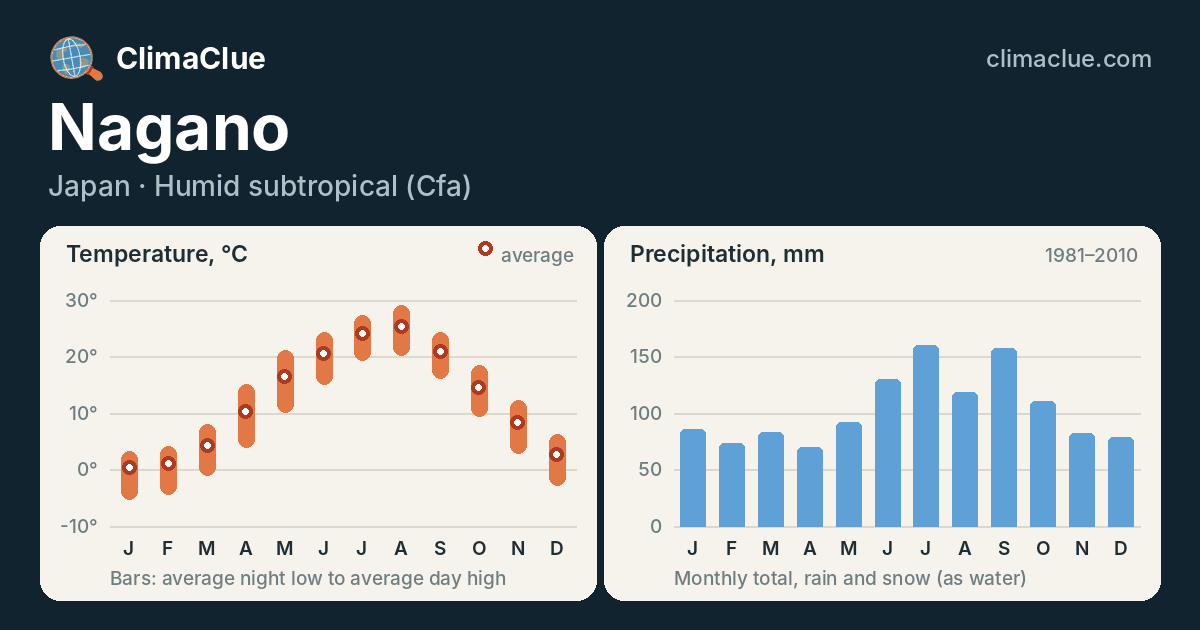 ClimaClue
climaclue.com
Nagano
Japan · Humid subtropical (Cfa)
Temperature, °C
average
30°
20°
10°
0°
-10°
J F M A M J J A S O N D
Bars: average night low to average day high
Precipitation, mm
1981–2010
200
150
100
50
0
J F M A M J J A S O N D
Monthly total, rain and snow (as water)